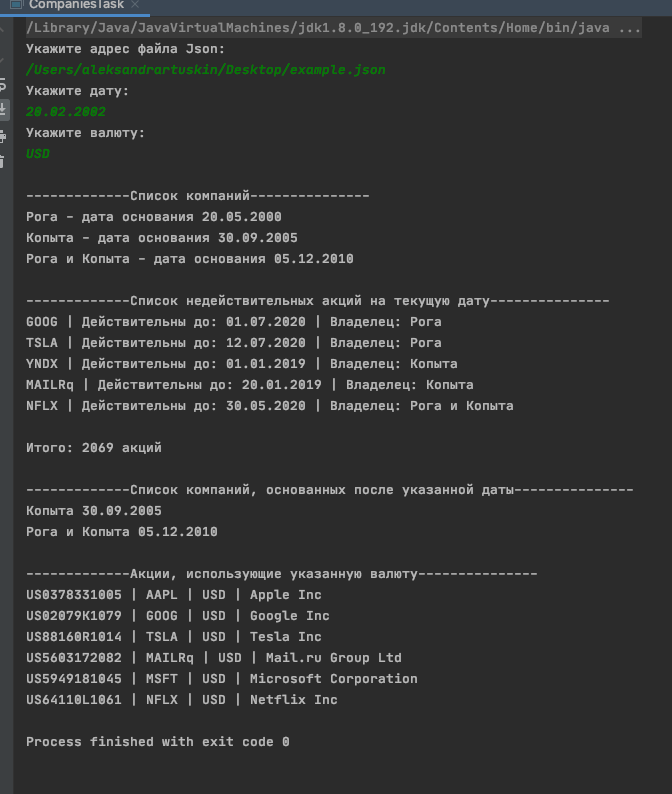 CompaniesTask
/Library/Java/JavaVirtualMachines/jdk1.8.0_192.jdk/Contents/Home/bin/java ...
Укажите адрес файла Json:
/Users/aleksandrartuskin/Desktop/example.json
Укажите дату:
20.02.2002
Укажите валюту:
USD
-------------Список компаний---------------
Рога - дата основания 20.05.2000
Копыта - дата основания 30.09.2005
Рога и Копыта - дата основания 05.12.2010
-------------Список недействительных акций на текущую дату---------------
GOOG | Действительны до: 01.07.2020 | Владелец: Рога
TSLA | Действительны до: 12.07.2020 | Владелец: Рога
YNDX | Действительны до: 01.01.2019 | Владелец: Копыта
MAILRq | Действительны до: 20.01.2019 | Владелец: Копыта
NFLX | Действительны до: 30.05.2020 | Владелец: Рога и Копыта
Итого: 2069 акций
-------------Список компаний, основанных после указанной даты---------------
Копыта 30.09.2005
Рога и Копыта 05.12.2010
-------------Акции, использующие указанную валюту---------------
US0378331005 | AAPL | USD | Apple Inc
US02079K1079 | GOOG | USD | Google Inc
US88160R1014 | TSLA | USD | Tesla Inc
US5603172082 | MAILRq | USD | Mail.ru Group Ltd
US5949181045 | MSFT | USD | Microsoft Corporation
US64110L1061 | NFLX | USD | Netflix Inc
Process finished with exit code 0